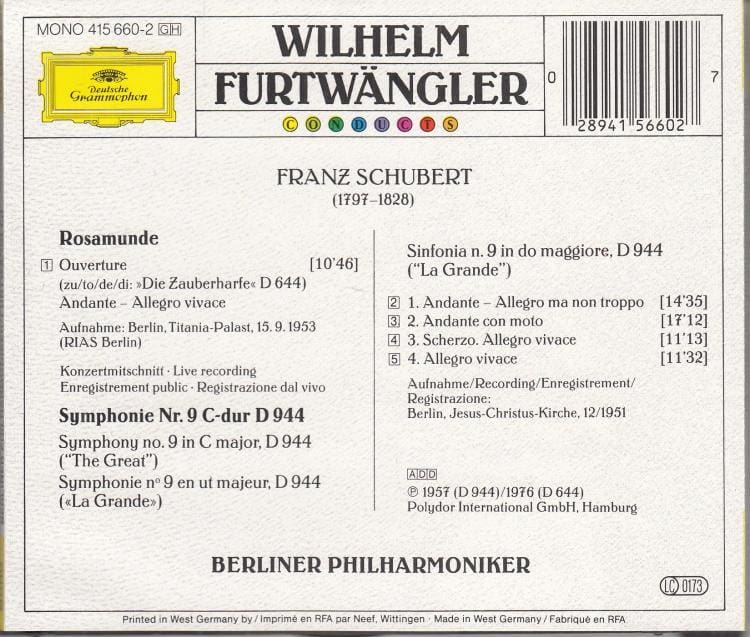 MONO 415 660-2 GH
Deutsche
Grammophon
WILHELM
FURTWÄNGLER
CONDUCTS
0
28941 56602
7
FRANZ SCHUBERT
(1797–1828)
Rosamunde
1 Ouverture [10'46]
(zu/to/de/di: »Die Zauberharfe« D 644)
Andante – Allegro vivace
Aufnahme: Berlin, Titania-Palast, 15. 9. 1953
(RIAS Berlin)
Konzertmitschnitt · Live recording
Enregistrement public · Registrazione dal vivo
Symphonie Nr. 9 C-dur D 944
Symphony no. 9 in C major, D 944
(“The Great”)
Symphonie nº 9 en ut majeur, D 944
(«La Grande»)
Sinfonia n. 9 in do maggiore, D 944
(“La Grande”)
2 1. Andante – Allegro ma non troppo [14'35]
3 2. Andante con moto [17'12]
4 3. Scherzo. Allegro vivace [11'13]
5 4. Allegro vivace [11'32]
Aufnahme/Recording/Enregistrement/
Registrazione:
Berlin, Jesus-Christus-Kirche, 12/1951
ADD
℗ 1957 (D 944)/1976 (D 644)
Polydor International GmbH, Hamburg
BERLINER PHILHARMONIKER
LC 0173
Printed in West Germany by / Imprimé en RFA par Neef, Wittingen · Made in West Germany / Fabriqué en RFA